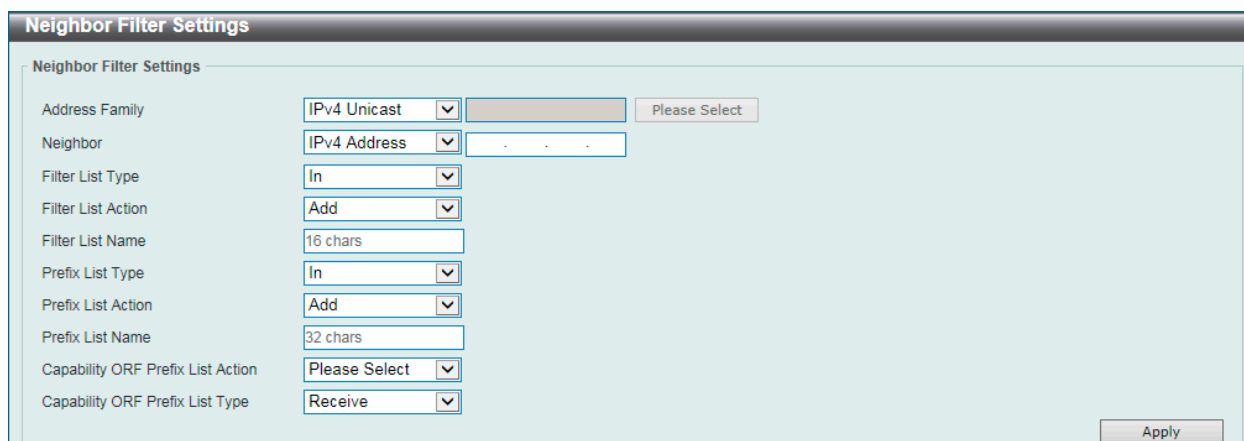 Neighbor Filter Settings
Neighbor Filter Settings
Address Family IPv4 Unicast Please Select
Neighbor IPv4 Address . . .
Filter List Type In
Filter List Action Add
Filter List Name 16 chars
Prefix List Type In
Prefix List Action Add
Prefix List Name 32 chars
Capability ORF Prefix List Action Please Select
Capability ORF Prefix List Type Receive
Apply